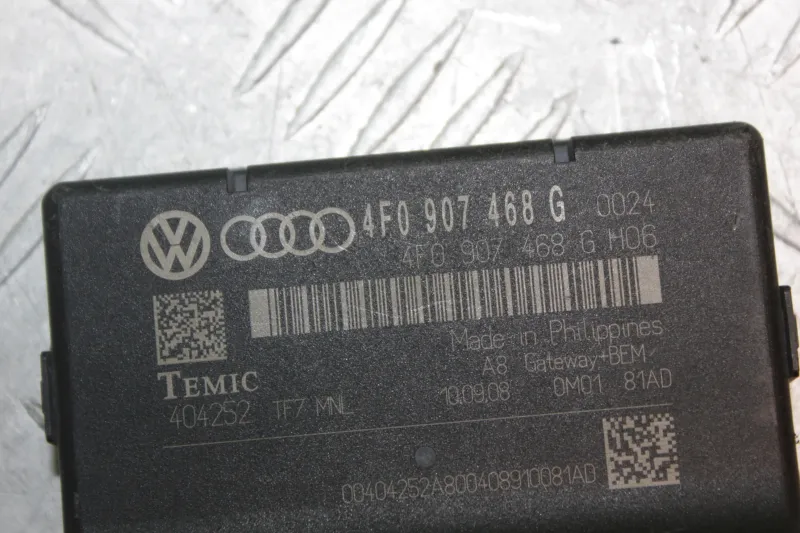 4F0 907 468 G 0024
4F0 907 468 G H06
Made in Philippines
A8 Gateway+BEM
TEMIC
10.09.08 0M01 81AD
404252 TF7 MNL
00404252A800408910081AD